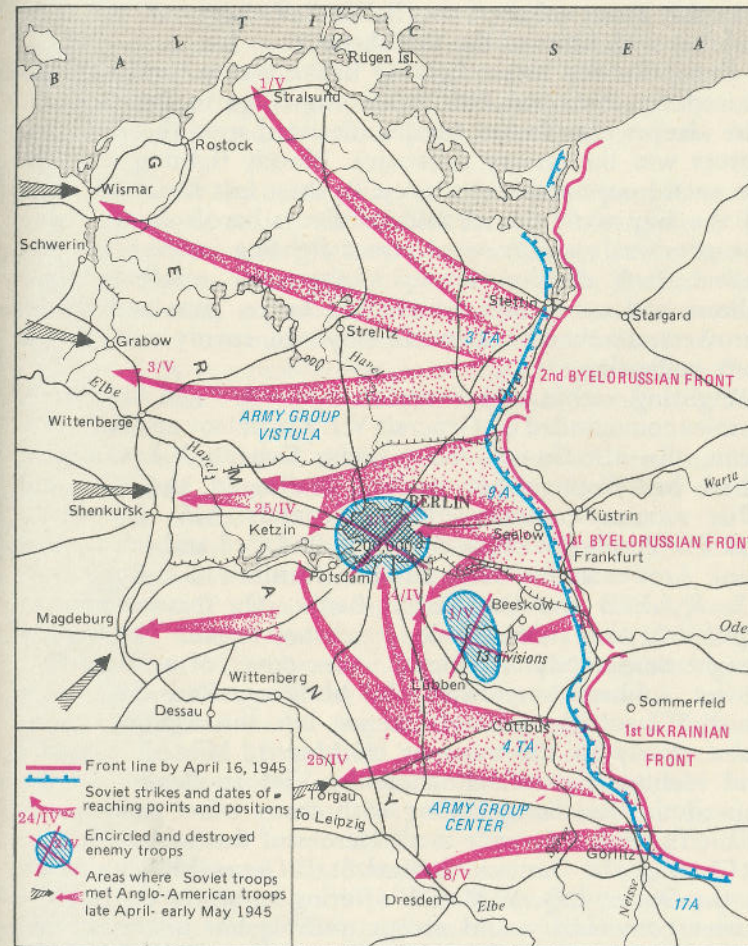 B A L T I C S E A
Rügen Isl.
1/V
Stralsund
Rostock
Wismar
Schwerin
G E R M A N Y
Stettin
Stargard
Strelitz
3 TA
Grabow
Havel
3/V
2nd BYELORUSSIAN FRONT
Elbe
ARMY GROUP
VISTULA
Wittenberge
Havel
Warta
9 A
BERLIN
25/IV
Shenkursk
Küstrin
Seelow
Ketzin
200,000
1st BYELORUSSIAN FRONT
Frankfurt
Potsdam
1/V
Beeskow
Magdeburg
Oder
13 divisions
Wittenberg
Lübben
Sommerfeld
Dessau
Cottbus
1st UKRAINIAN
FRONT
4 TA
25/IV
Torgau
to Leipzig
ARMY GROUP
CENTER
Görlitz
8/V
Dresden
Elbe
Neisse
17A
Front line by April 16, 1945
Soviet strikes and dates of
24/IV reaching points and positions
Encircled and destroyed
enemy troops
Areas where Soviet troops
met Anglo-American troops
late April- early May 1945